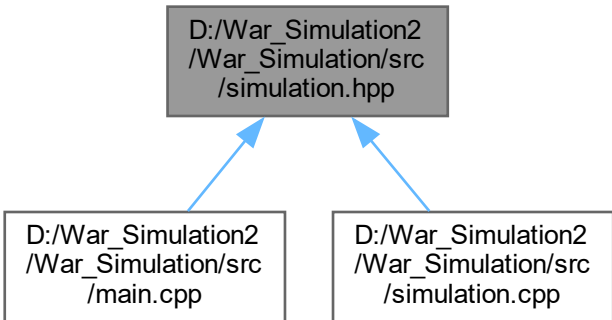 D:/War_Simulation2
/War_Simulation/src
/simulation.hpp
D:/War_Simulation2
/War_Simulation/src
/main.cpp
D:/War_Simulation2
/War_Simulation/src
/simulation.cpp